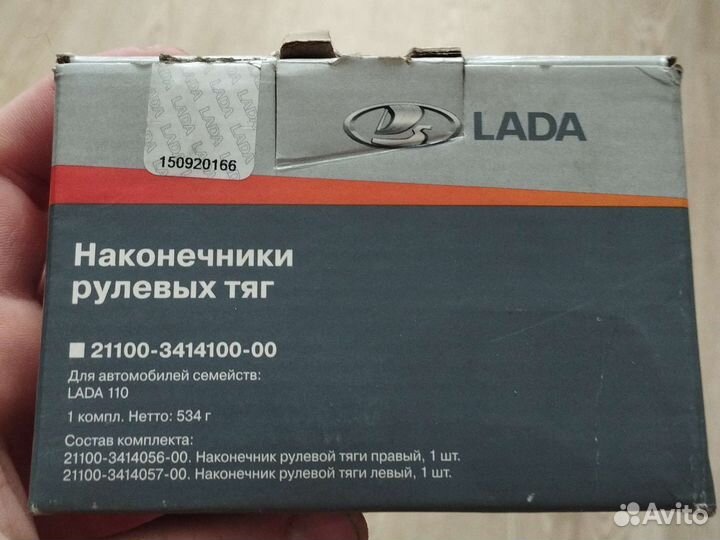 LADA
150920166
Наконечники
рулевых тяг
21100-3414100-00
Для автомобилей семейств:
LADA 110
1 компл. Нетто: 534 г
Состав комплекта:
21100-3414056-00. Наконечник рулевой тяги правый, 1 шт.
21100-3414057-00. Наконечник рулевой тяги левый, 1 шт.
Avito